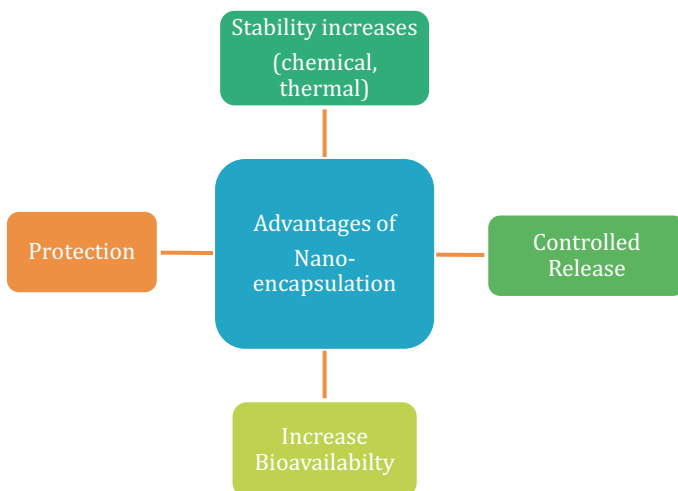 Stability increases
(chemical,
thermal)
Protection
Advantages of
Nano-
encapsulation
Controlled
Release
Increase
Bioavailabilty